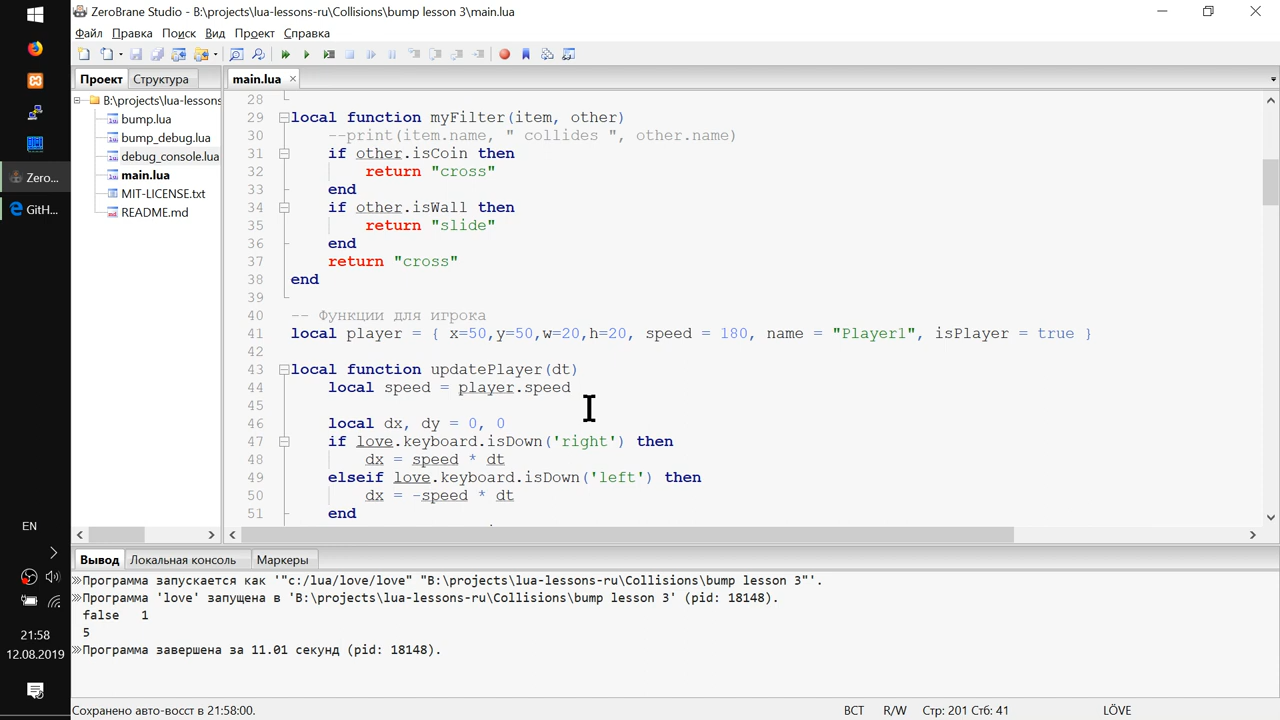 ZeroBrane Studio - B:\projects\lua-lessons-ru\Collisions\bump lesson 3\main.lua
Файл Правка Поиск Вид Проект Справка
Проект Структура
main.lua
B:\projects\lua-lessons
bump.lua
bump_debug.lua
debug_console.lua
main.lua
MIT-LICENSE.txt
README.md
28
29 local function myFilter(item, other)
30 --print(item.name, " collides ", other.name)
31 if other.isCoin then
32 return "cross"
33 end
34 if other.isWall then
35 return "slide"
36 end
37 return "cross"
38 end
39
40 -- Функции для игрока
41 local player = { x=50,y=50,w=20,h=20, speed = 180, name = "Player1", isPlayer = true }
42
43 local function updatePlayer(dt)
44 local speed = player.speed
45
46 local dx, dy = 0, 0
47 if love.keyboard.isDown('right') then
48 dx = speed * dt
49 elseif love.keyboard.isDown('left') then
50 dx = -speed * dt
51 end
Вывод Локальная консоль Маркеры
Программа запускается как '"c:/lua/love/love" "B:\projects\lua-lessons-ru\Collisions\bump lesson 3"'.
Программа 'love' запущена в 'B:\projects\lua-lessons-ru\Collisions\bump lesson 3' (pid: 18148).
false 1
5
Программа завершена за 11.01 секунд (pid: 18148).
Сохранено авто-восст в 21:58:00.
ВСТ R/W Стр: 201 Стб: 41 LÖVE
Zero...
GitH...
EN
21:58
12.08.2019